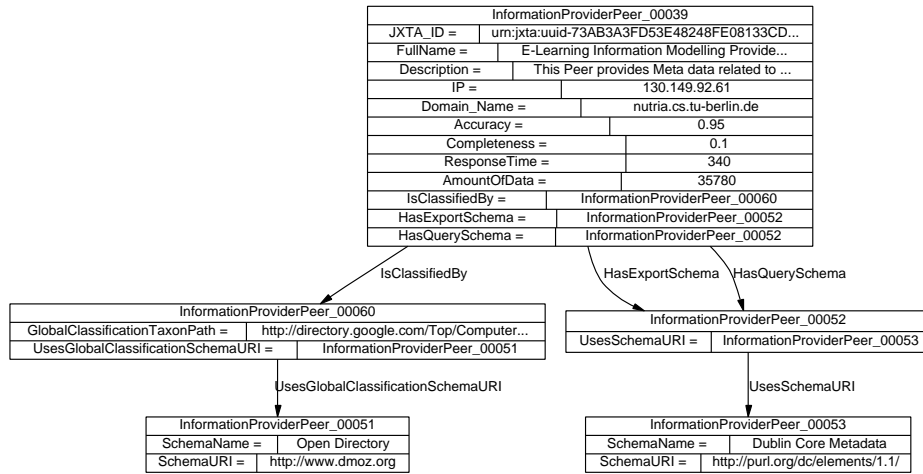 InformationProviderPeer_00039
JXTA_ID = urn:jxta:uuid-73AB3A3FD53E48248FE08133CD...
FullName = E-Learning Information Modelling Provide...
Description = This Peer provides Meta data related to ...
IP = 130.149.92.61
Domain_Name = nutria.cs.tu-berlin.de
Accuracy = 0.95
Completeness = 0.1
ResponseTime = 340
AmountOfData = 35780
IsClassifiedBy = InformationProviderPeer_00060
HasExportSchema = InformationProviderPeer_00052
HasQuerySchema = InformationProviderPeer_00052
IsClassifiedBy
HasExportSchema
HasQuerySchema
InformationProviderPeer_00060
GlobalClassificationTaxonPath = http://directory.google.com/Top/Computer...
UsesGlobalClassificationSchemaURI = InformationProviderPeer_00051
InformationProviderPeer_00052
UsesSchemaURI = InformationProviderPeer_00053
UsesGlobalClassificationSchemaURI
UsesSchemaURI
InformationProviderPeer_00051
SchemaName = Open Directory
SchemaURI = http://www.dmoz.org
InformationProviderPeer_00053
SchemaName = Dublin Core Metadata
SchemaURI = http://purl.org/dc/elements/1.1/